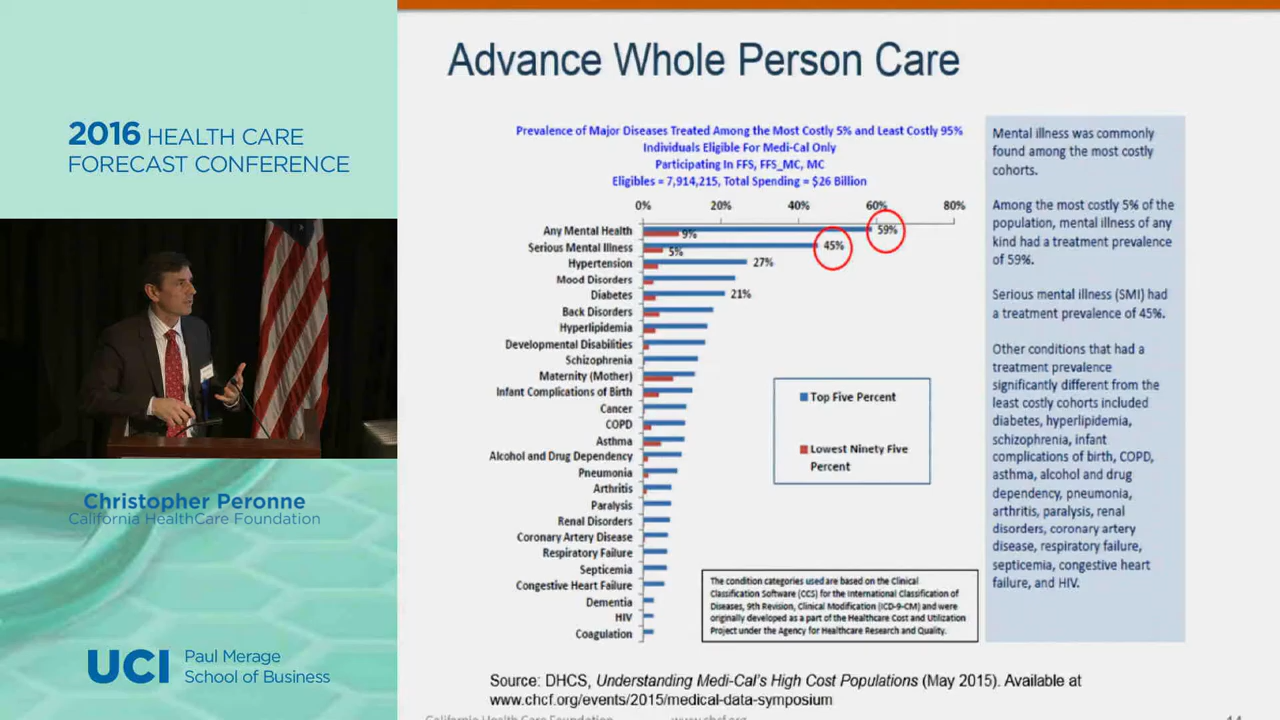 2016 HEALTH CARE
FORECAST CONFERENCE
Christopher Peronne
California HealthCare Foundation
UCI
Paul Merage
School of Business
Advance Whole Person Care
Prevalence of Major Diseases Treated Among the Most Costly 5% and Least Costly 95%
Individuals Eligible For Medi-Cal Only
Participating In FFS, FFS_MC, MC
Eligibles = 7,914,215, Total Spending = $26 Billion
0% 20% 40% 60% 80%
Any Mental Health 9% 59%
Serious Mental Illness 5% 45%
Hypertension 27%
Mood Disorders
Diabetes 21%
Back Disorders
Hyperlipidemia
Developmental Disabilities
Schizophrenia
Maternity (Mother)
Infant Complications of Birth
Cancer
COPD
Asthma
Alcohol and Drug Dependency
Pneumonia
Arthritis
Paralysis
Renal Disorders
Coronary Artery Disease
Respiratory Failure
Septicemia
Congestive Heart Failure
Dementia
HIV
Coagulation
Top Five Percent
Lowest Ninety Five
Percent
The condition categories used are based on the Clinical
Classification Software (CCS) for the International Classification of
Diseases, 9th Revision, Clinical Modification (ICD-9-CM) and were
originally developed as a part of the Healthcare Cost and Utilization
Project under the Agency for Healthcare Research and Quality.
Mental illness was commonly
found among the most costly
cohorts.
Among the most costly 5% of the
population, mental illness of any
kind had a treatment prevalence
of 59%.
Serious mental illness (SMI) had
a treatment prevalence of 45%.
Other conditions that had a
treatment prevalence
significantly different from the
least costly cohorts included
diabetes, hyperlipidemia,
schizophrenia, infant
complications of birth, COPD,
asthma, alcohol and drug
dependency, pneumonia,
arthritis, paralysis, renal
disorders, coronary artery
disease, respiratory failure,
septicemia, congestive heart
failure, and HIV.
Source: DHCS, Understanding Medi-Cal's High Cost Populations (May 2015). Available at
www.chcf.org/events/2015/medical-data-symposium
California Health Care Foundation www.chcf.org 14